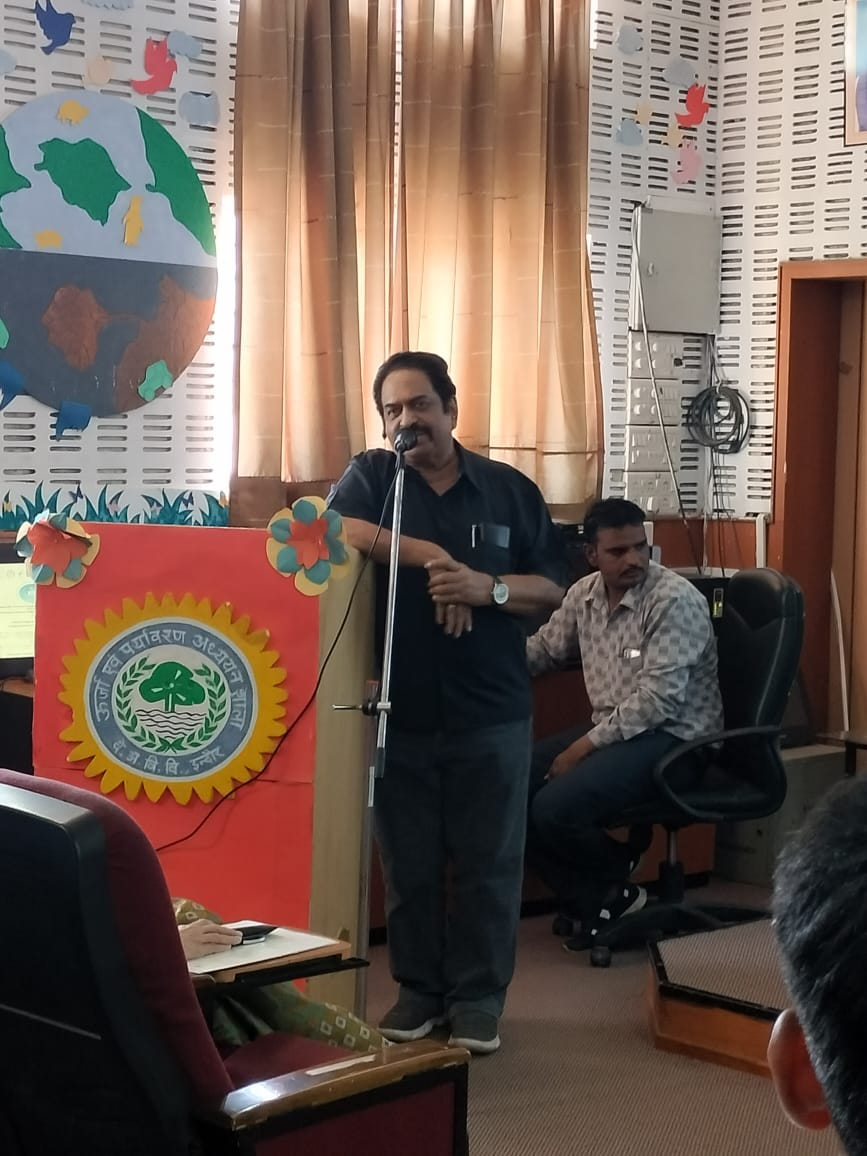 ऊर्जा एवं पर्यावरण अध्ययन शाला
दे. अ. वि. वि., इन्दौर